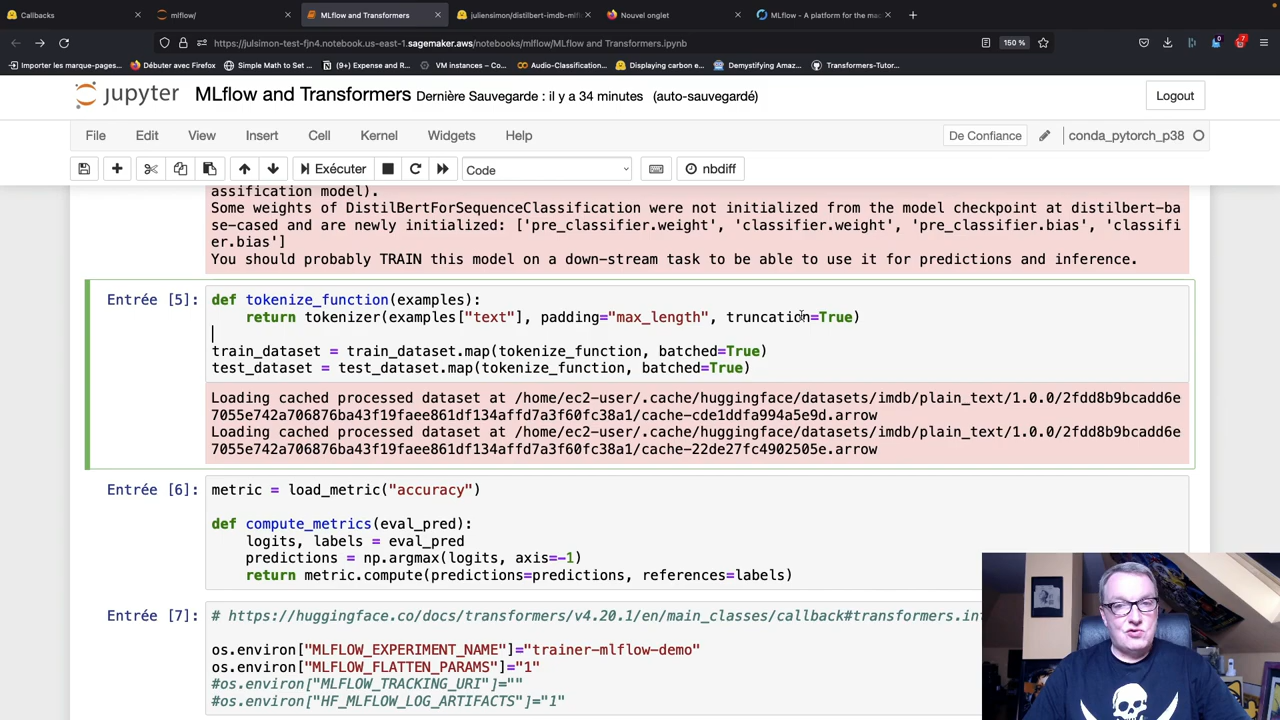 Callbacks
mlflow/
MLflow and Transformers
juliensimon/distilbert-imdb-mlf
Nouvel onglet
MLflow - A platform for the mac
https://julsimon-test-fjn4.notebook.us-east-1.sagemaker.aws/notebooks/mlflow/MLflow and Transformers.ipynb
150 %
Importer les marque-pages...
Débuter avec Firefox
Simple Math to Set ...
(9+) Expense and R...
VM instances – Co...
Audio-Classification...
Displaying carbon e...
Demystifying Amaz...
Transformers-Tutor...
jupyter
MLflow and Transformers
Dernière Sauvegarde : il y a 34 minutes
(auto-sauvegardé)
Logout
File
Edit
View
Insert
Cell
Kernel
Widgets
Help
De Confiance
conda_pytorch_p38
Exécuter
Code
nbdiff
assification model).
Some weights of DistilBertForSequenceClassification were not initialized from the model checkpoint at distilbert-ba
se-cased and are newly initialized: ['pre_classifier.weight', 'classifier.weight', 'pre_classifier.bias', 'classifi
er.bias']
You should probably TRAIN this model on a down-stream task to be able to use it for predictions and inference.
Entrée [5]:
def tokenize_function(examples):
return tokenizer(examples["text"], padding="max_length", truncation=True)
train_dataset = train_dataset.map(tokenize_function, batched=True)
test_dataset = test_dataset.map(tokenize_function, batched=True)
Loading cached processed dataset at /home/ec2-user/.cache/huggingface/datasets/imdb/plain_text/1.0.0/2fdd8b9bcadd6e
7055e742a706876ba43f19faee861df134affd7a3f60fc38a1/cache-cde1ddfa994a5e9d.arrow
Loading cached processed dataset at /home/ec2-user/.cache/huggingface/datasets/imdb/plain_text/1.0.0/2fdd8b9bcadd6e
7055e742a706876ba43f19faee861df134affd7a3f60fc38a1/cache-22de27fc4902505e.arrow
Entrée [6]:
metric = load_metric("accuracy")
def compute_metrics(eval_pred):
logits, labels = eval_pred
predictions = np.argmax(logits, axis=-1)
return metric.compute(predictions=predictions, references=labels)
Entrée [7]:
# https://huggingface.co/docs/transformers/v4.20.1/en/main_classes/callback#transformers.int
os.environ["MLFLOW_EXPERIMENT_NAME"]="trainer-mlflow-demo"
os.environ["MLFLOW_FLATTEN_PARAMS"]="1"
#os.environ["MLFLOW_TRACKING_URI"]=""
#os.environ["HF_MLFLOW_LOG_ARTIFACTS"]="1"